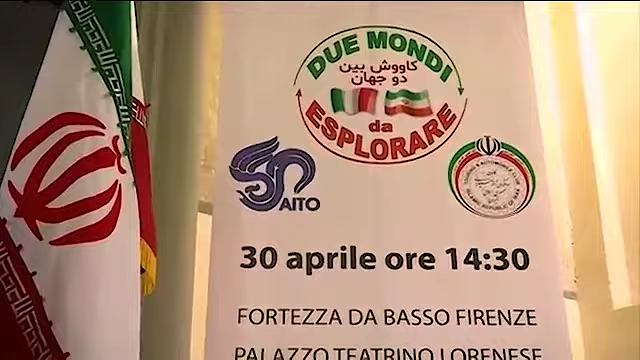 DUE MONDI
کاووش بین
دو جهان
da
ESPLORARE
AITO
30 aprile ore 14:30
FORTEZZA DA BASSO FIRENZE
PALAZZO TEATRINO LORENESE